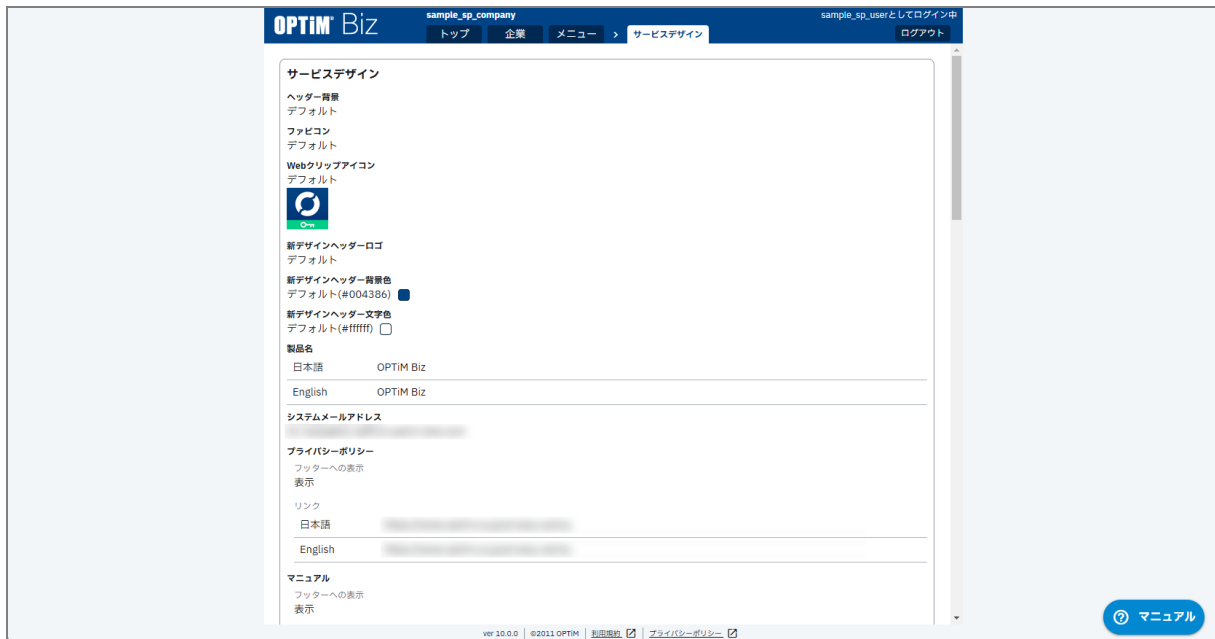 OPTiM Biz
sample_sp_company
sample_sp_userとしてログイン中
トップ 企業 メニュー > サービスデザイン
ログアウト
サービスデザイン
ヘッダー背景
デフォルト
ファビコン
デフォルト
Webクリップアイコン
デフォルト
新デザインヘッダーロゴ
デフォルト
新デザインヘッダー背景色
デフォルト(#004386)
新デザインヘッダー文字色
デフォルト(#ffffff)
製品名
日本語 OPTiM Biz
English OPTiM Biz
システムメールアドレス
プライバシーポリシー
フッターへの表示
表示
リンク
日本語
English
マニュアル
フッターへの表示
表示
マニュアル
ver 10.0.0 ©2011 OPTiM 利用規約 プライバシーポリシー